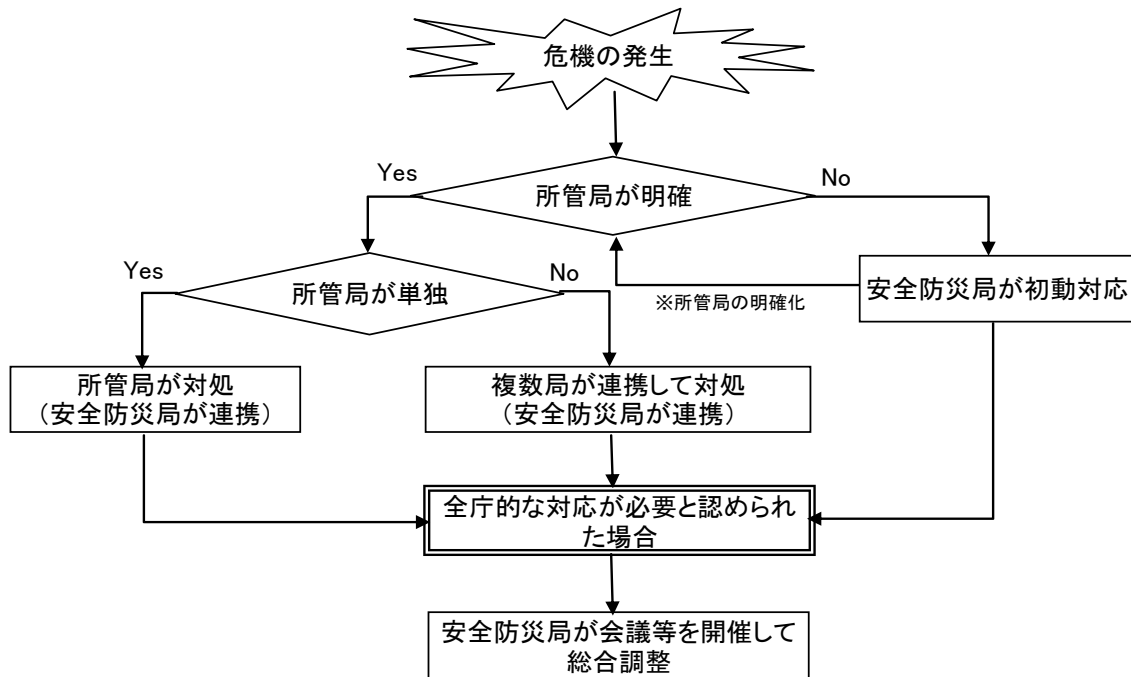 危機の発生
Yes
所管局が明確
No
Yes
所管局が単独
No
※所管局の明確化
安全防災局が初動対応
所管局が対処
（安全防災局が連携）
複数局が連携して対処
（安全防災局が連携）
全庁的な対応が必要と認められ
た場合
安全防災局が会議等を開催して
総合調整